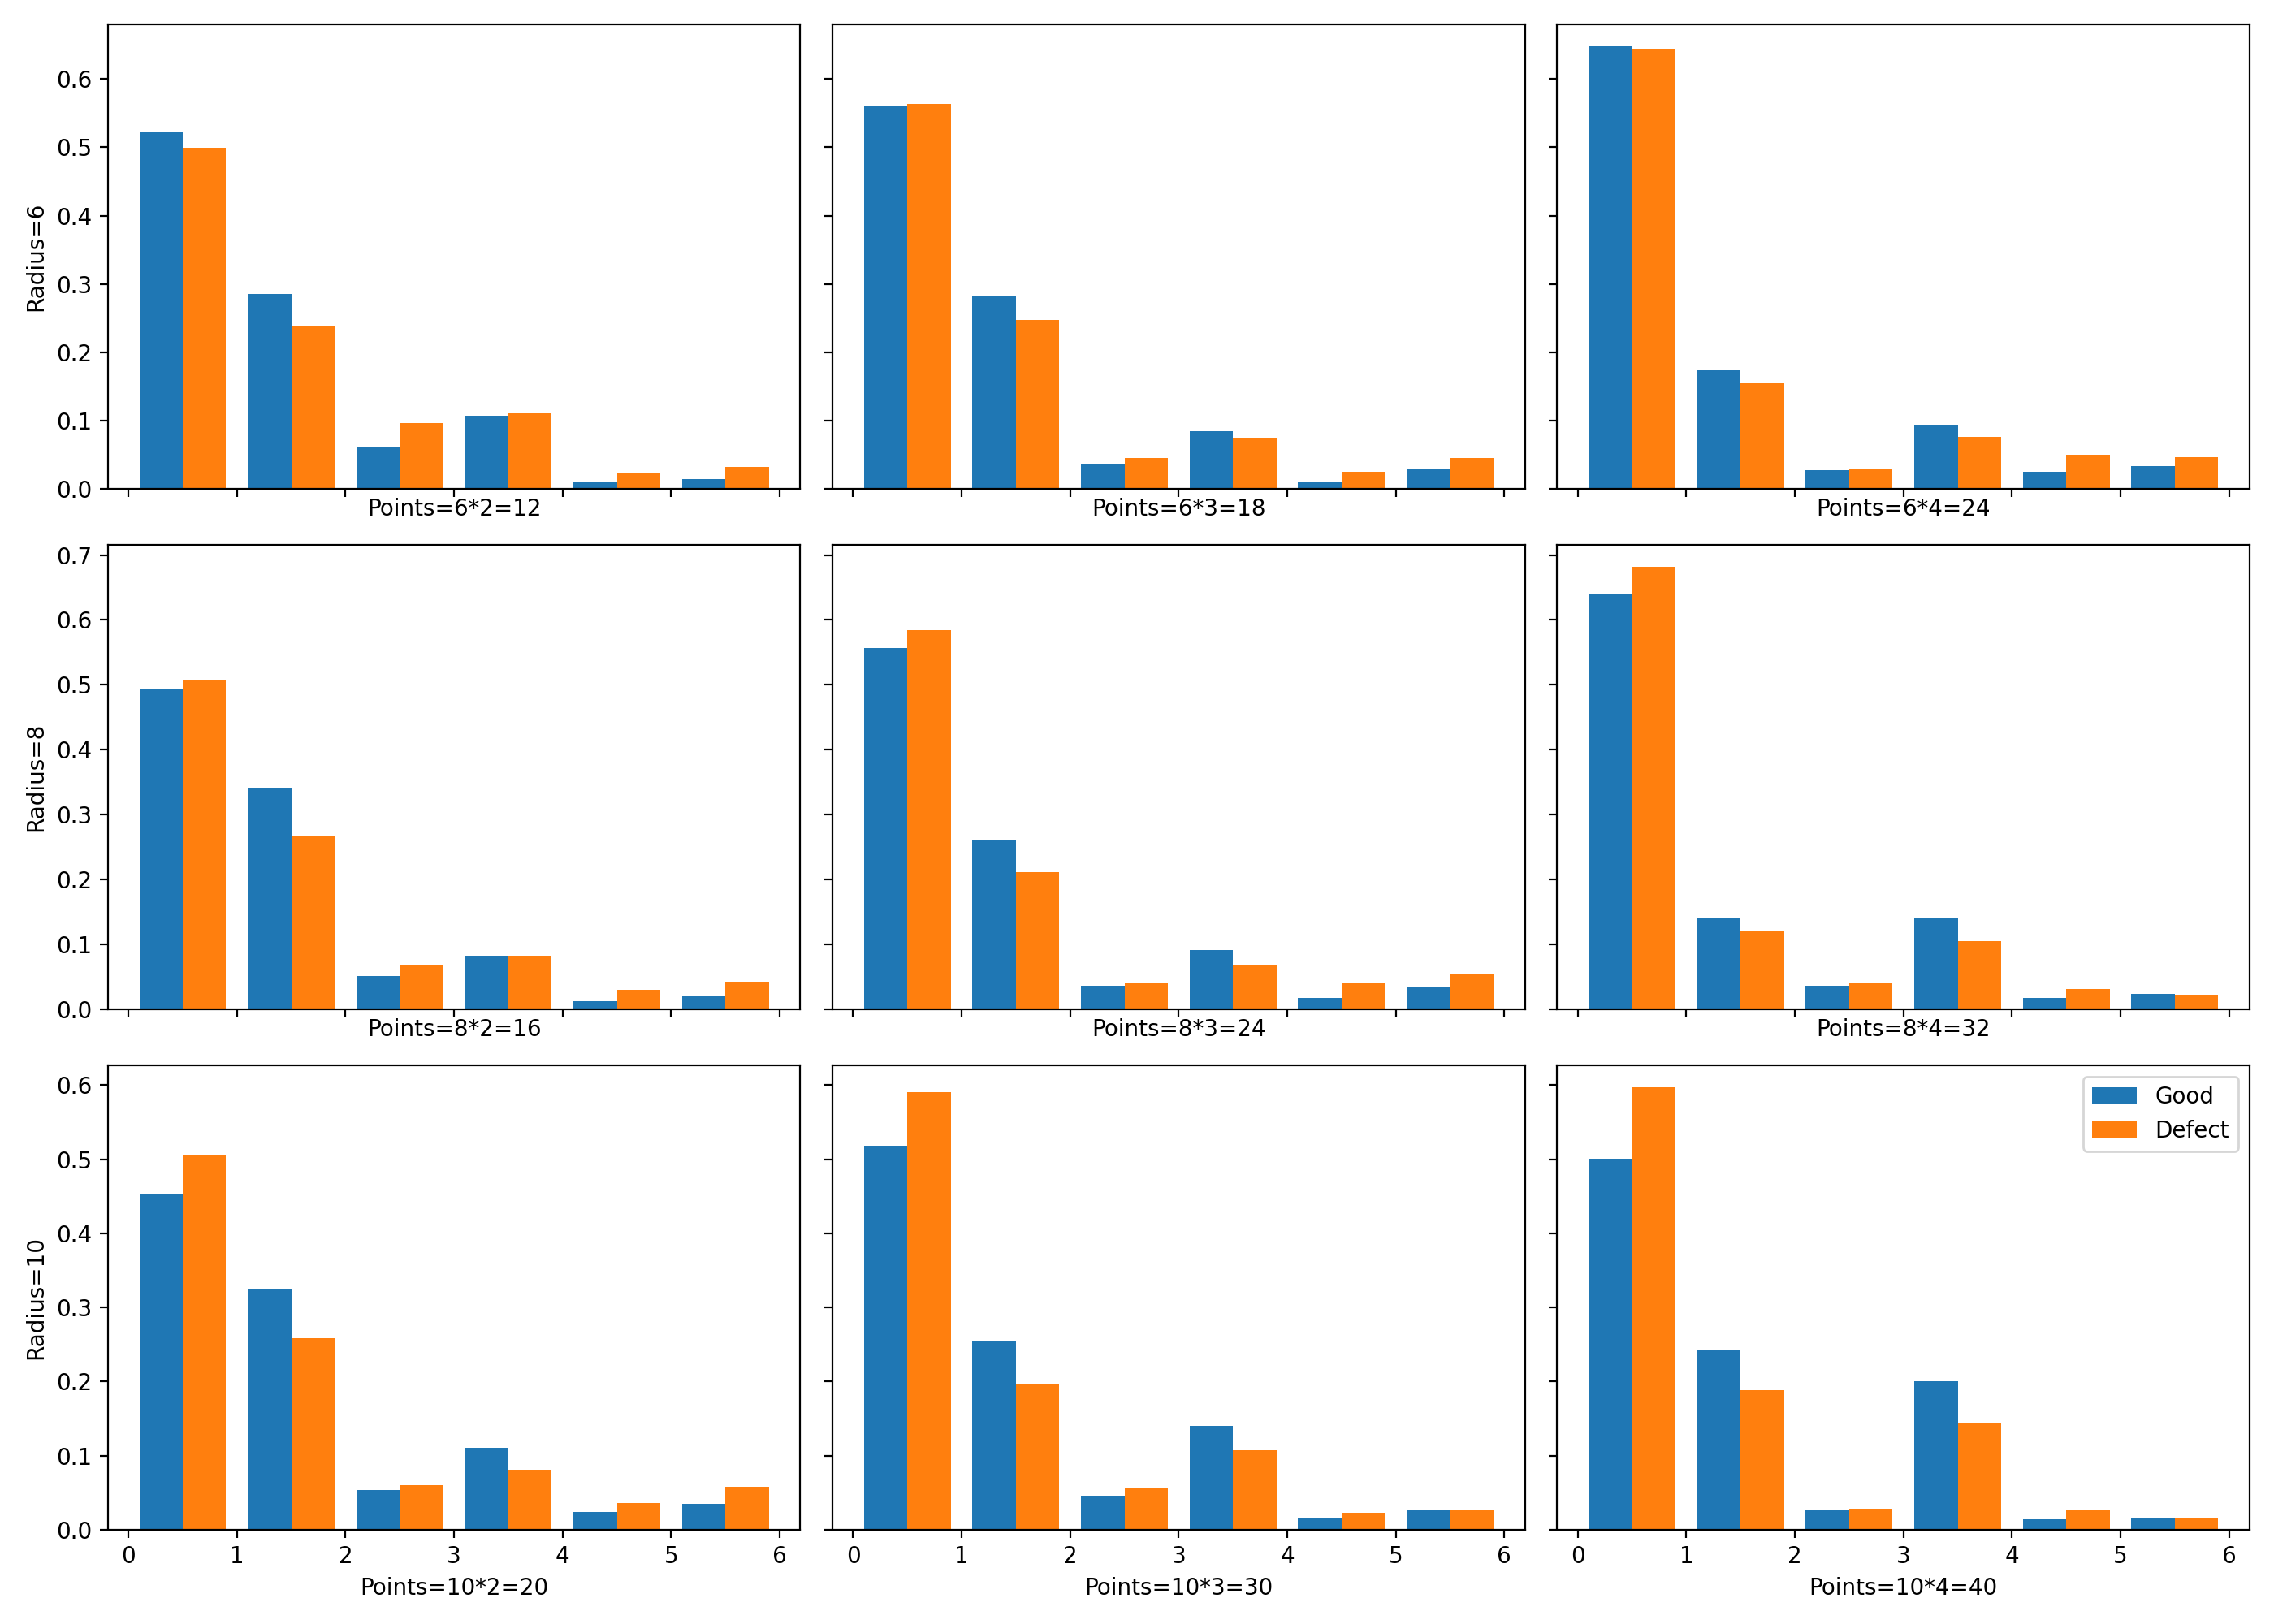 Radius=6
0.6
0.5
0.4
0.3
0.2
0.1
0.0
Points=6*2=12
Points=6*3=18
Points=6*4=24
Radius=8
0.7
0.6
0.5
0.4
0.3
0.2
0.1
0.0
Points=8*2=16
Points=8*3=24
Points=8*4=32
Radius=10
0.6
0.5
0.4
0.3
0.2
0.1
0.0
Good
Defect
0 1 2 3 4 5 6
Points=10*2=20
0 1 2 3 4 5 6
Points=10*3=30
0 1 2 3 4 5 6
Points=10*4=40